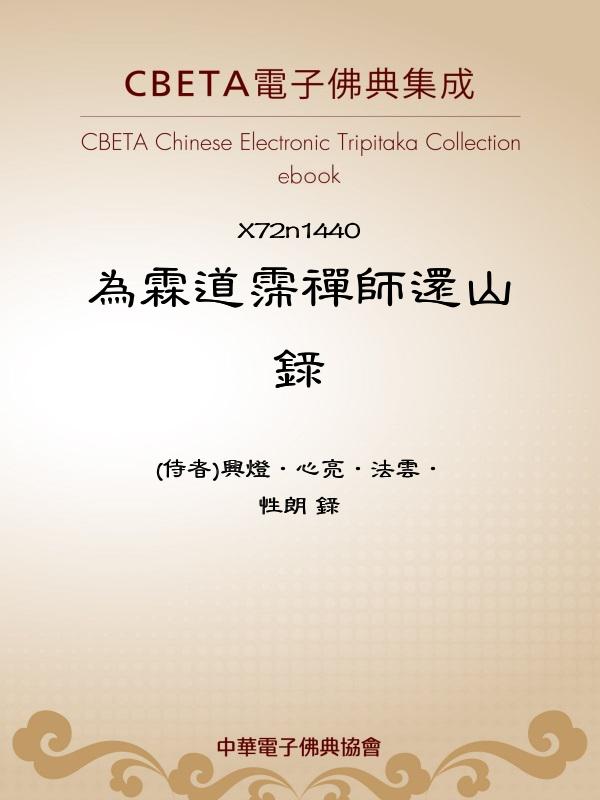 CBETA電子佛典集成
CBETA Chinese Electronic Tripitaka Collection
ebook
X72n1440
為霖道霈禪師還山
錄
(侍者)興燈．心亮．法雲．
性朗 錄
中華電子佛典協會